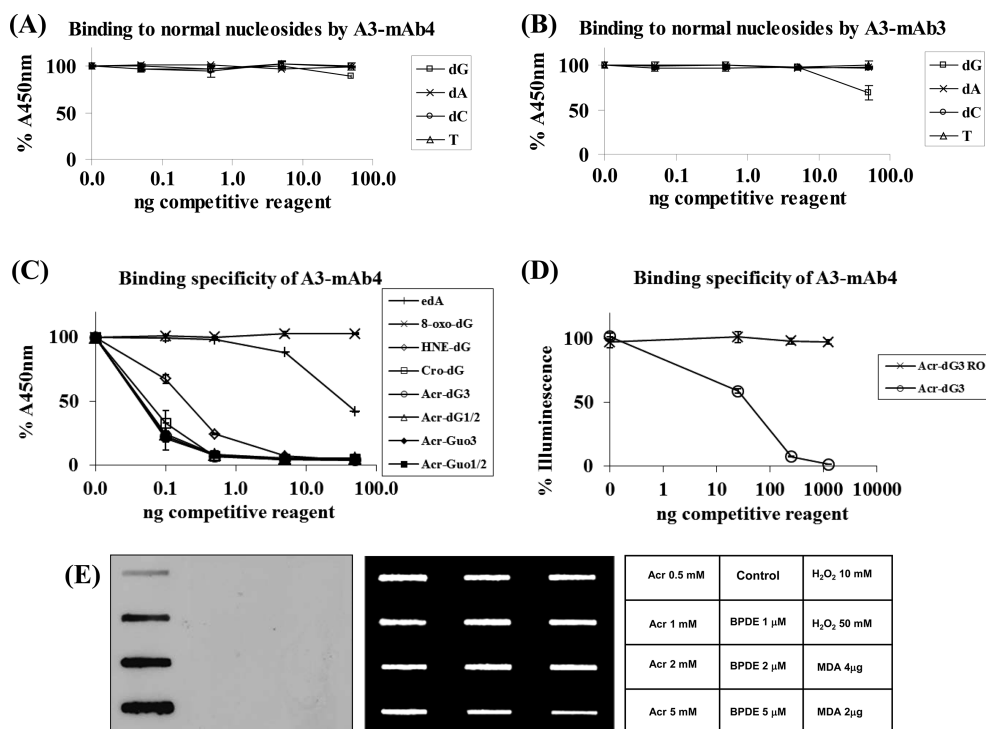 (A)
Binding to normal nucleosides by A3-mAb4
% A450nm
100
50
0
0.0 0.1 1.0 10.0 100.0
ng competitive reagent
dG
dA
dC
T
(B)
Binding to normal nucleosides by A3-mAb3
% A450nm
100
50
0
0.0 0.1 1.0 10.0 100.0
ng competitive reagent
dG
dA
dC
T
(C)
Binding specificity of A3-mAb4
% A450nm
100
50
0
0.0 0.1 1.0 10.0 100.0
ng competitive reagent
edA
8-oxo-dG
HNE-dG
Cro-dG
Acr-dG3
Acr-dG1/2
Acr-Guo3
Acr-Guo1/2
(D)
Binding specificity of A3-mAb4
% Illuminescence
100
50
0
0 1 10 100 1000 10000
ng competitive reagent
Acr-dG3 RO
Acr-dG3
(E)
Acr 0.5 mM Control H₂O₂ 10 mM
Acr 1 mM BPDE 1 μM H₂O₂ 50 mM
Acr 2 mM BPDE 2 μM MDA 4μg
Acr 5 mM BPDE 5 μM MDA 2μg